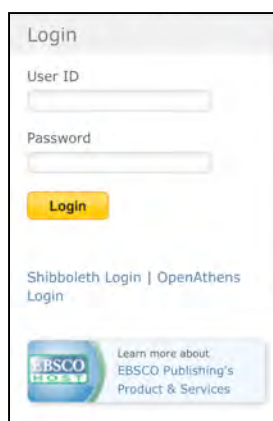 Login
User ID
Password
Login
Shibboleth Login | OpenAthens
Login
EBSCO
HOST
Learn more about
EBSCO Publishing's
Product & Services